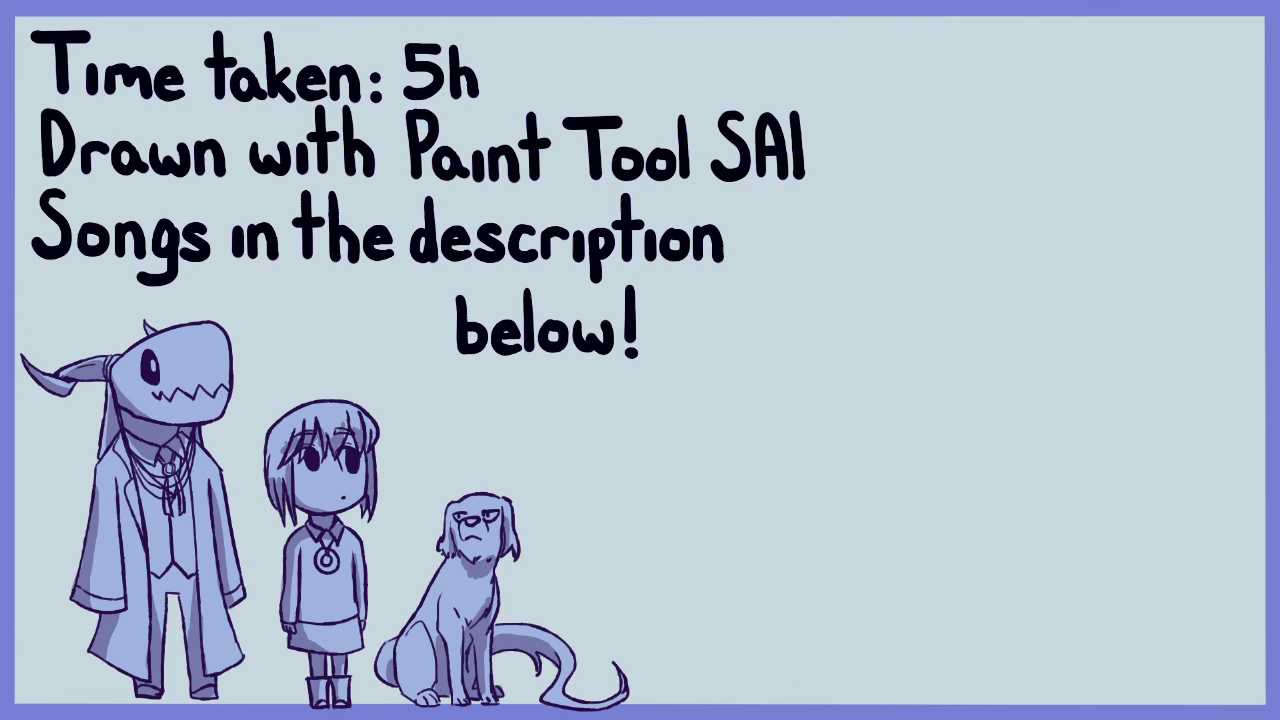 Time taken: 5h
Drawn with Paint Tool SAI
Songs in the description
below!